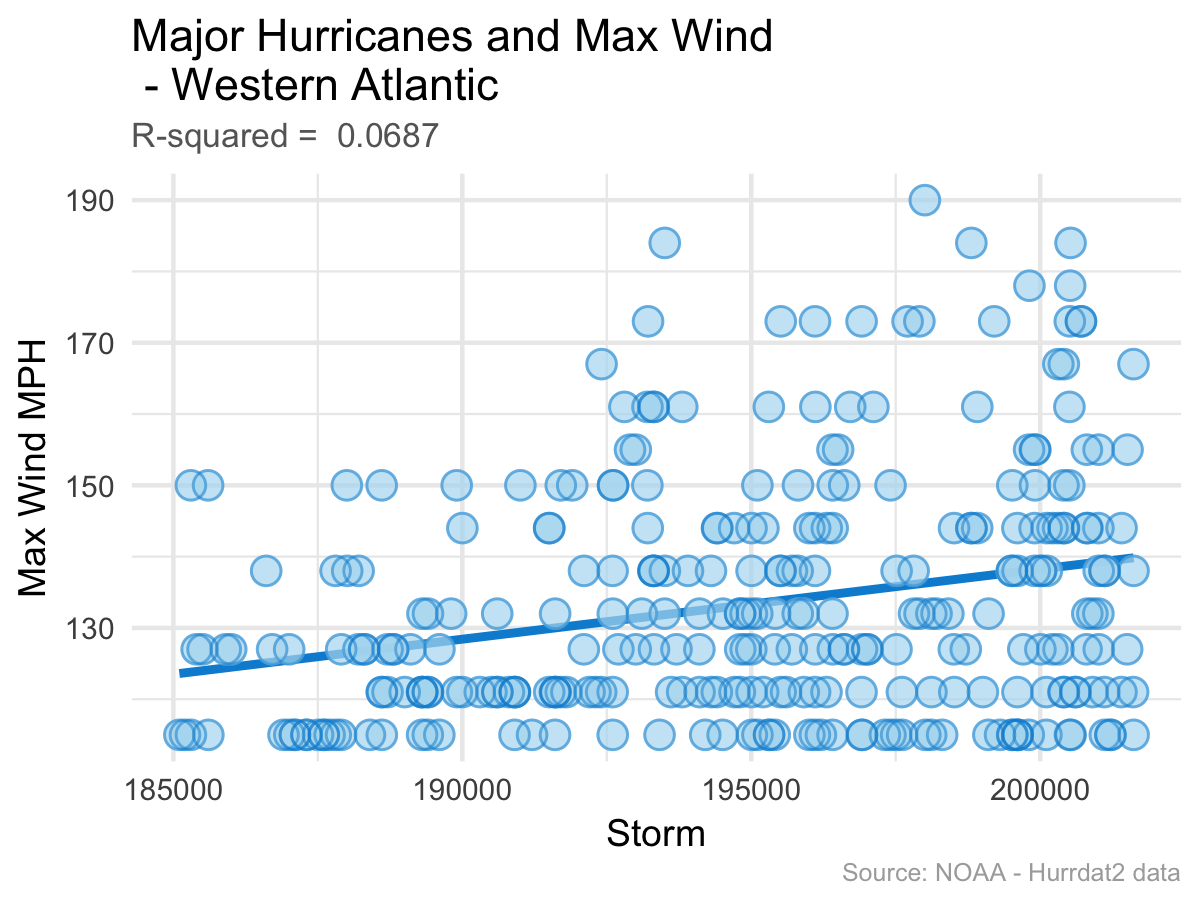 Major Hurricanes and Max Wind
- Western Atlantic
R-squared =  0.0687
Max Wind MPH
190
170
150
130
185000
190000
195000
200000
Storm
Source: NOAA - Hurrdat2 data